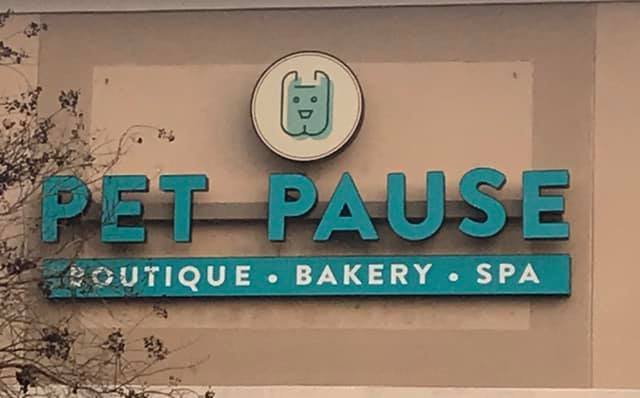 PET PAUSE
BOUTIQUE • BAKERY • SPA